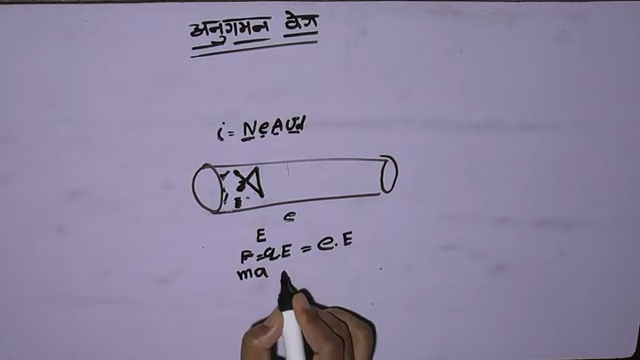 अनुगमन वेग
i = NeAVd
e
E
F = qE = e.E
ma